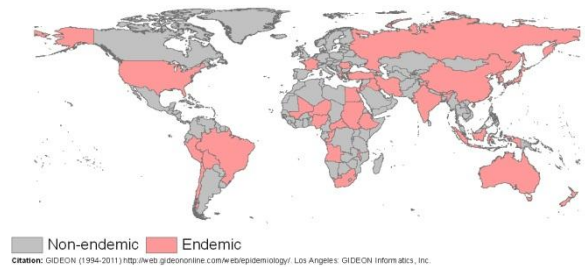 Non-endemic Endemic
Citation: GIDEON (1994-2011) http://web.gideononline.com/web/epidemiology/. Los Angeles: GIDEON Informatics, Inc.